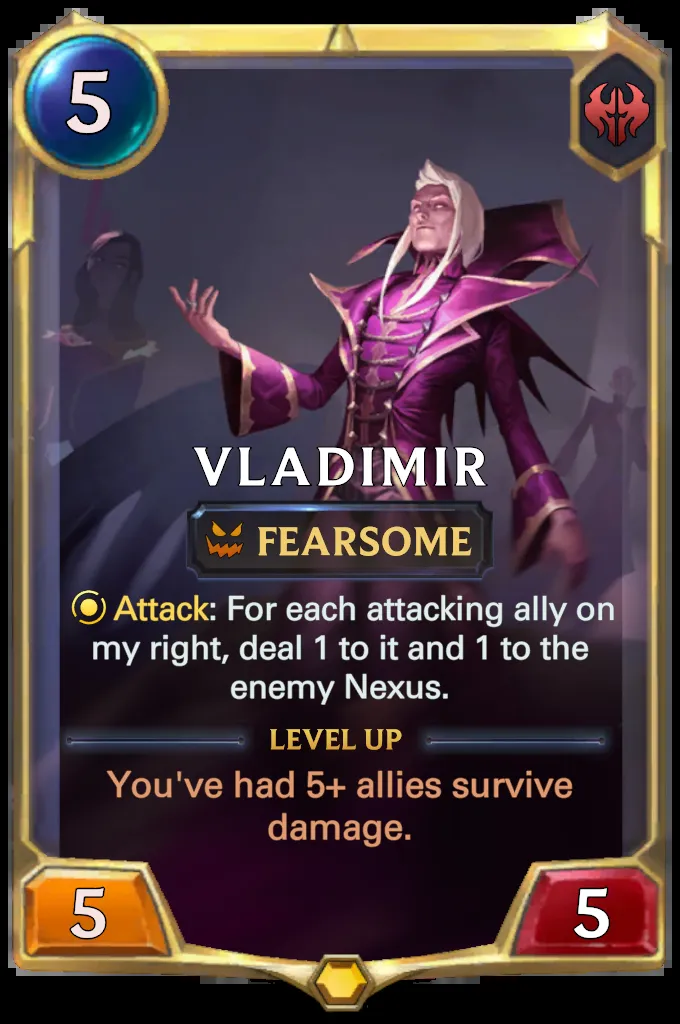 5
VLADIMIR
FEARSOME
Attack: For each attacking ally on
my right, deal 1 to it and 1 to the
enemy Nexus.
LEVEL UP
You've had 5+ allies survive
damage.
5 5